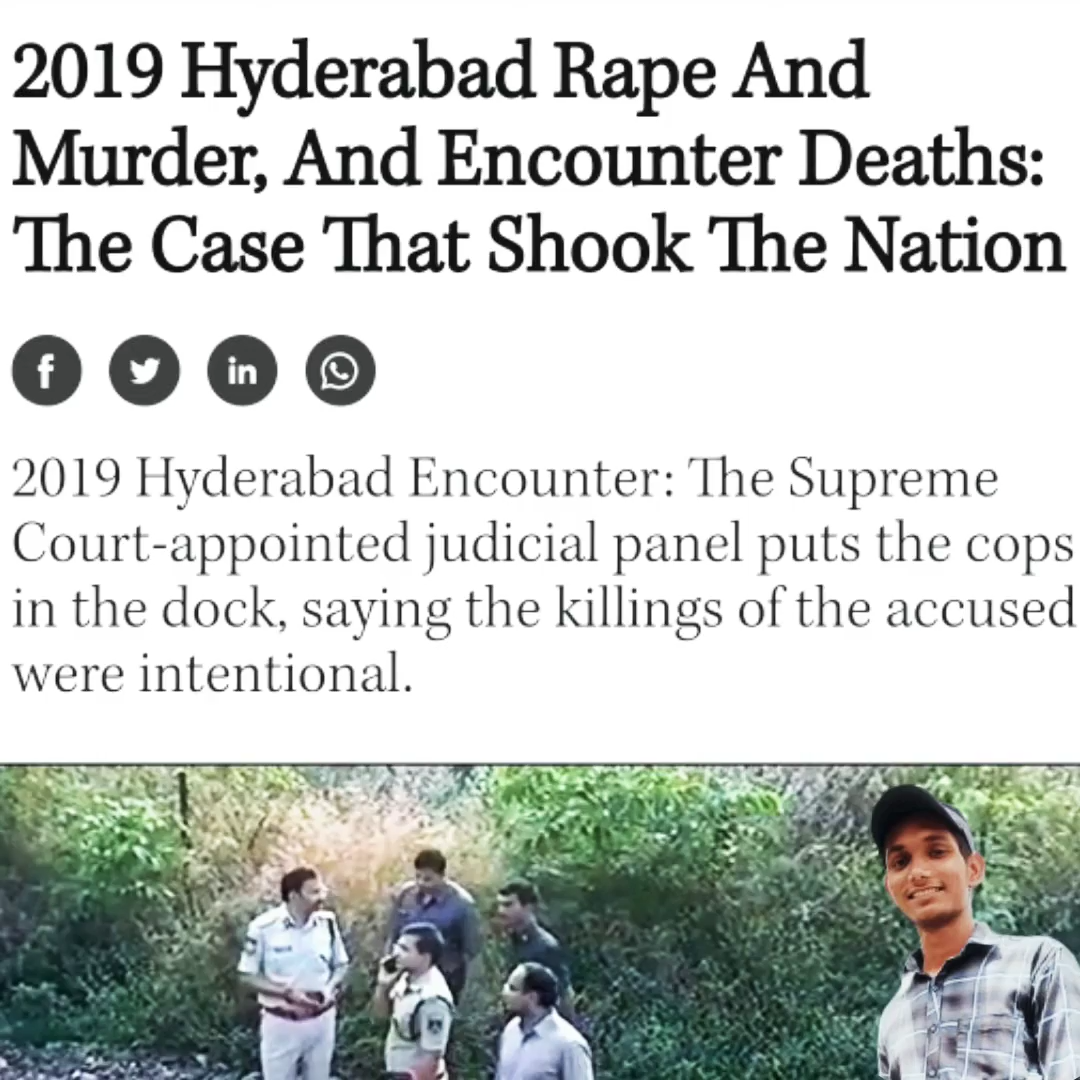 2019 Hyderabad Rape And
Murder, And Encounter Deaths:
The Case That Shook The Nation
f
in
2019 Hyderabad Encounter: The Supreme
Court-appointed judicial panel puts the cops
in the dock, saying the killings of the accused
were intentional.